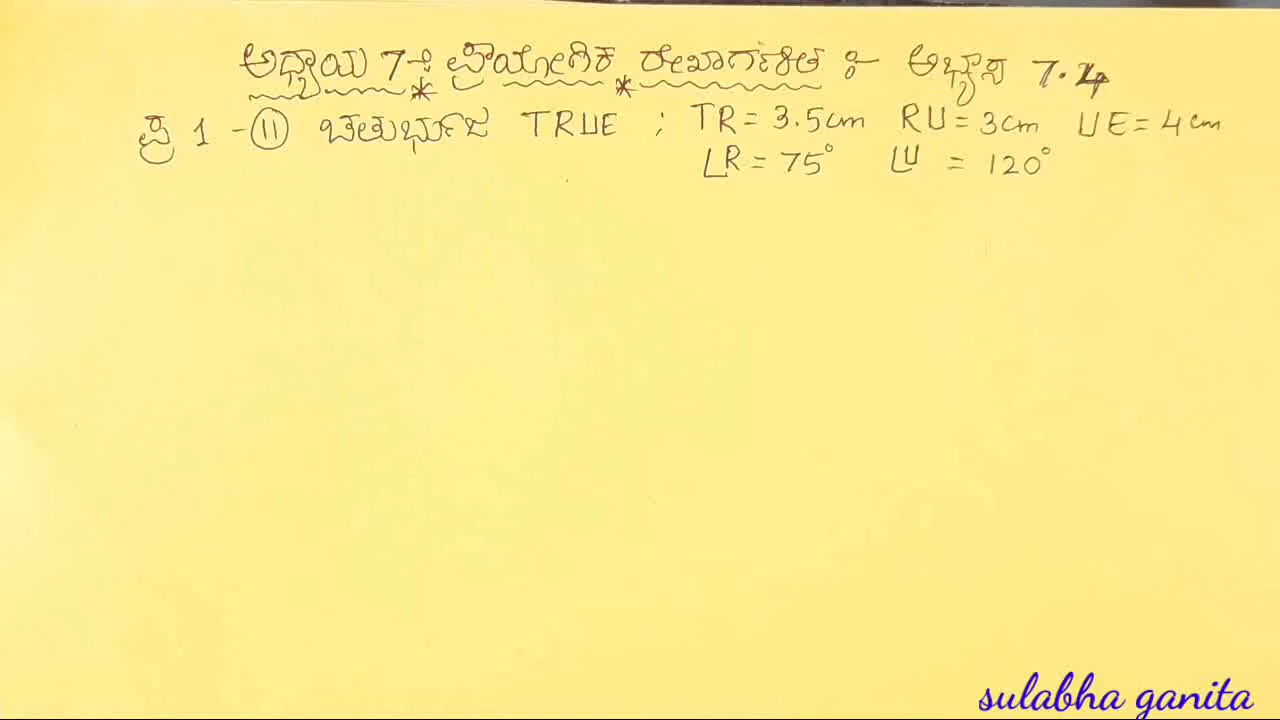 ಅಧ್ಯಾಯ 7 :- ಪ್ರಾಯೋಗಿಕ ರೇಖಾಗಣಿತ :- ಅಭ್ಯಾಸ 7.4
ಪ್ರ 1 - (ii) ಚತುರ್ಭುಜ TRUE ; TR = 3.5cm RU = 3cm UE = 4cm
∠R = 75° ∠U = 120°
sulabha ganita